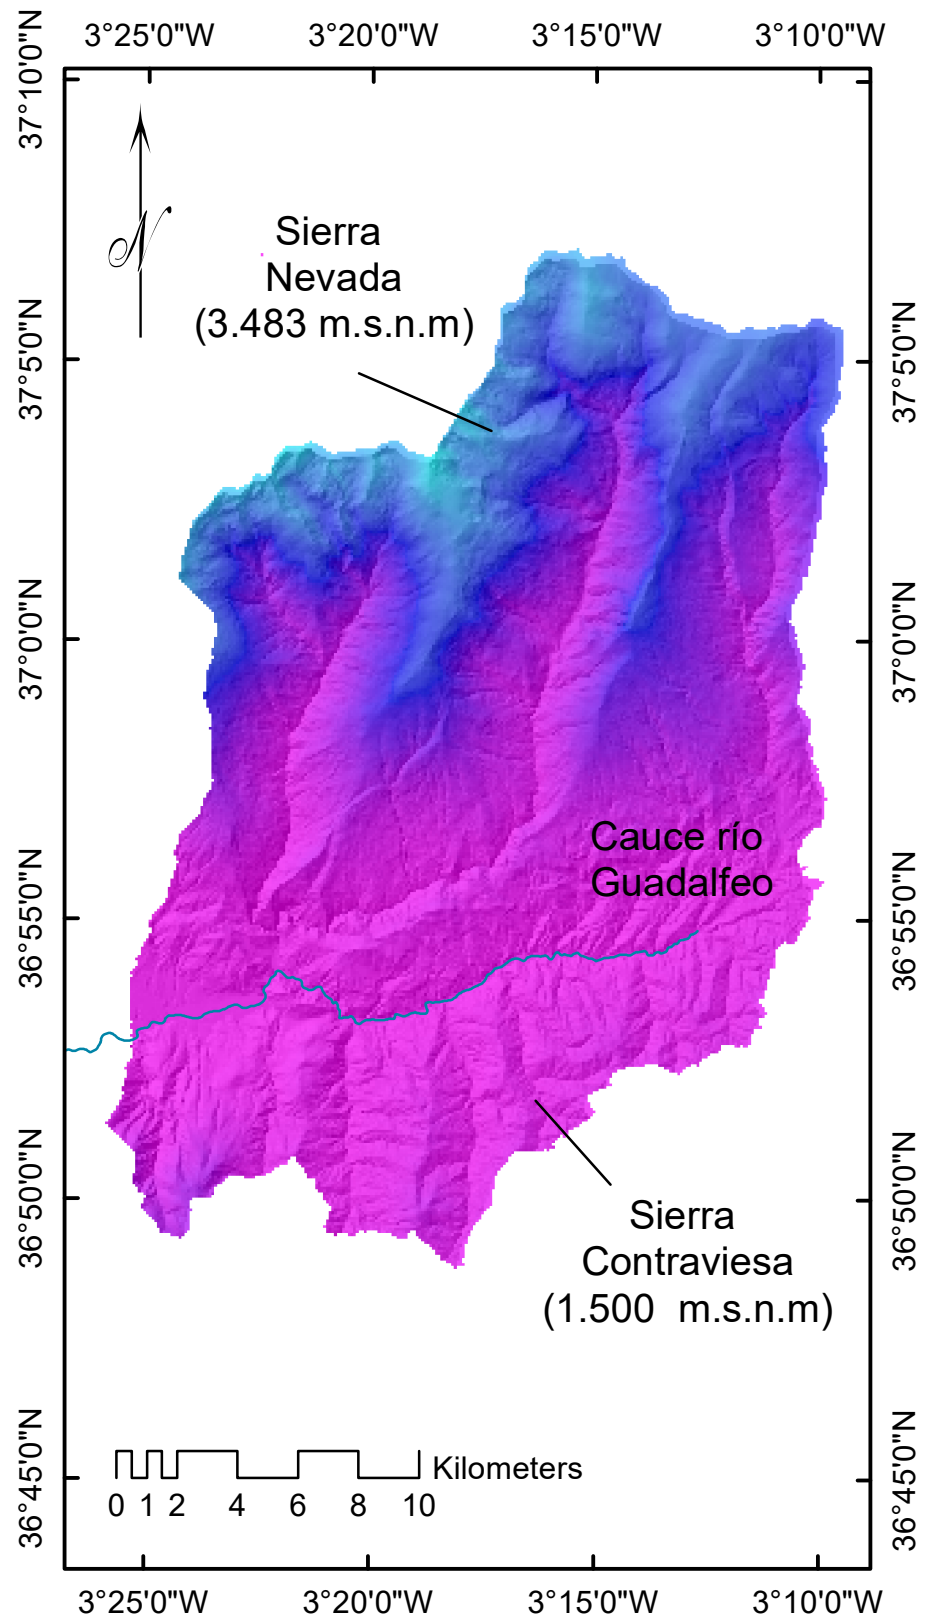 3°25'0"W 3°20'0"W 3°15'0"W 3°10'0"W
37°10'0"N
N
Sierra
Nevada
(3.483 m.s.n.m)
37°5'0"N
37°5'0"N
37°0'0"N
37°0'0"N
Cauce río
Guadalfeo
36°55'0"N
36°55'0"N
36°50'0"N
36°50'0"N
Sierra
Contraviesa
(1.500 m.s.n.m)
36°45'0"N
36°45'0"N
Kilometers
0 1 2 4 6 8 10
3°25'0"W 3°20'0"W 3°15'0"W 3°10'0"W